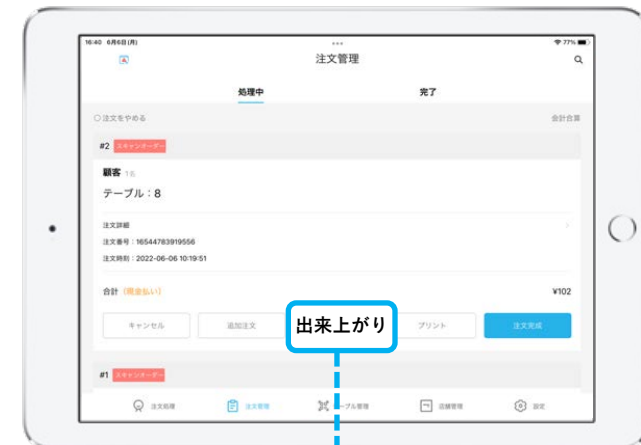 16:40 6月6日(月)
77%
注文管理
処理中 完了
注文をやめる 会計合算
#2 スキャンオーダー
顧客 1名
テーブル:8
注文詳細
注文番号:16544783919556
注文時刻:2022-06-06 10:19:51
合計 (現金払い) ¥102
キャンセル 追加注文 出来上がり プリント 注文完成
#1 スキャンオーダー
注文処理 注文管理 ーブル管理 店舗管理 設定